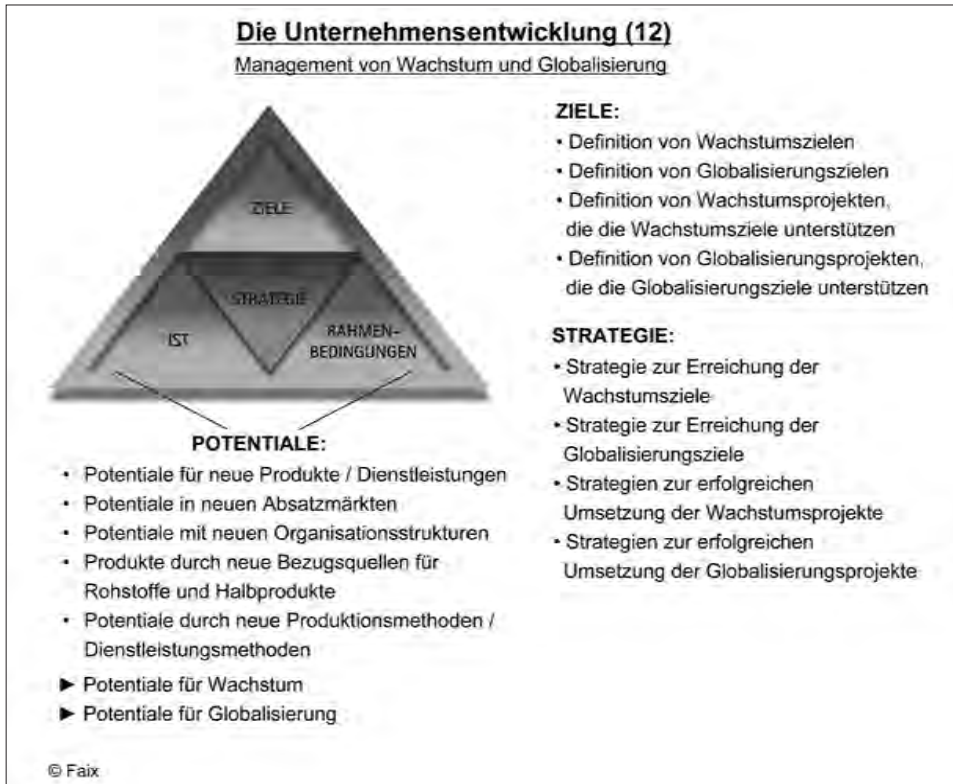 Die Unternehmensentwicklung (12)
Management von Wachstum und Globalisierung
ZIELE
STRATEGIE
IST
RAHMEN-
BEDINGUNGEN
POTENTIALE:
• Potentiale für neue Produkte / Dienstleistungen
• Potentiale in neuen Absatzmärkten
• Potentiale mit neuen Organisationsstrukturen
• Produkte durch neue Bezugsquellen für
Rohstoffe und Halbprodukte
• Potentiale durch neue Produktionsmethoden /
Dienstleistungsmethoden
► Potentiale für Wachstum
► Potentiale für Globalisierung
ZIELE:
• Definition von Wachstumszielen
• Definition von Globalisierungszielen
• Definition von Wachstumsprojekten,
die die Wachstumsziele unterstützen
• Definition von Globalisierungsprojekten,
die die Globalisierungsziele unterstützen
STRATEGIE:
• Strategie zur Erreichung der
Wachstumsziele
• Strategie zur Erreichung der
Globalisierungsziele
• Strategien zur erfolgreichen
Umsetzung der Wachstumsprojekte
• Strategien zur erfolgreichen
Umsetzung der Globalisierungsprojekte
© Faix